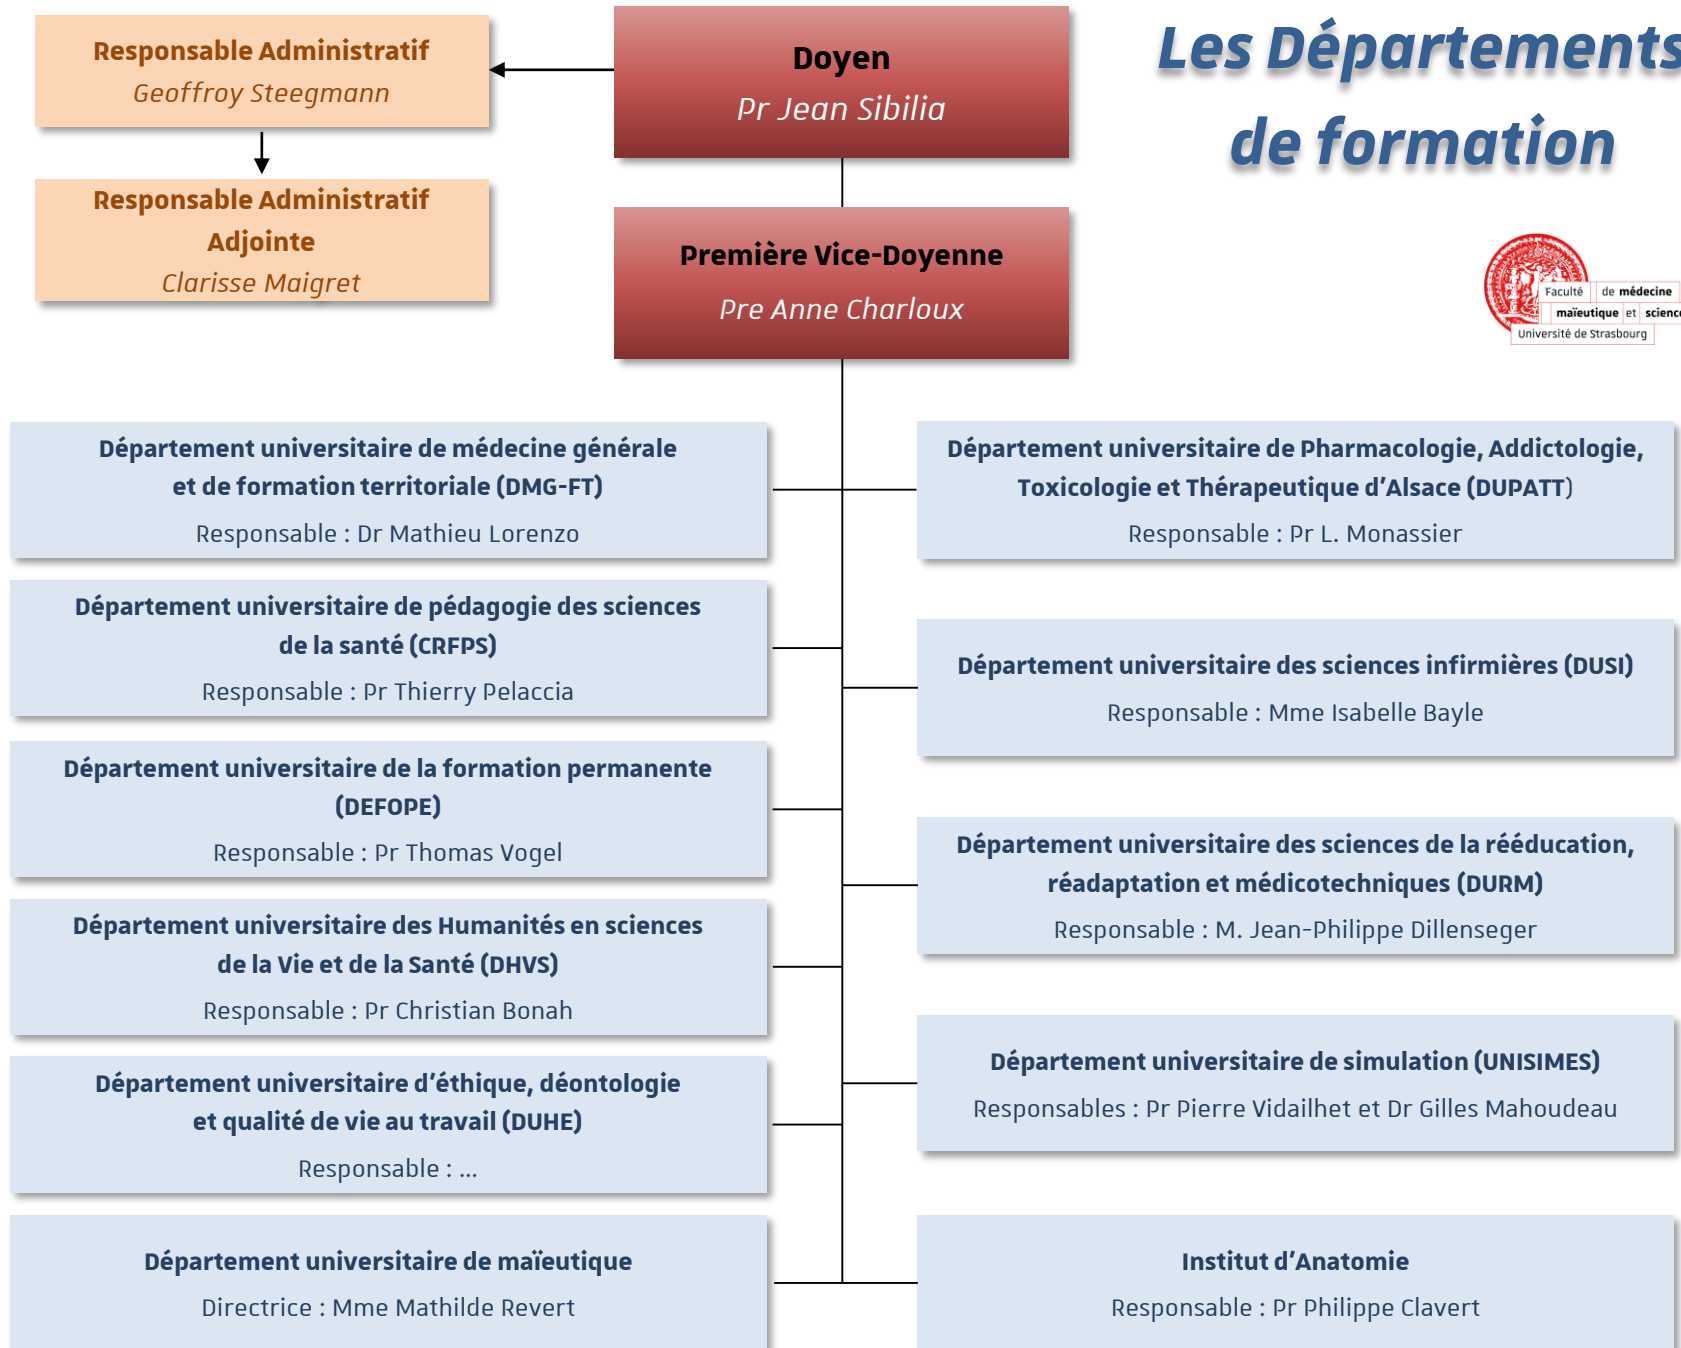 Responsable Administratif
Geoffroy Steegmann
Doyen
Pr Jean Sibilia
Les Départements
de formation
Responsable Administratif
Adjointe
Clarisse Maigret
Première Vice-Doyenne
Pre Anne Charloux
Faculté de médecine
maïeutique et science
Université de Strasbourg
Département universitaire de médecine générale
et de formation territoriale (DMG-FT)
Responsable : Dr Mathieu Lorenzo
Département universitaire de pédagogie des sciences
de la santé (CRFPS)
Responsable : Pr Thierry Pelaccia
Département universitaire de la formation permanente
(DEFOPE)
Responsable : Pr Thomas Vogel
Département universitaire des Humanités en sciences
de la Vie et de la Santé (DHVS)
Responsable : Pr Christian Bonah
Département universitaire d'éthique, déontologie
et qualité de vie au travail (DUHE)
Responsable : ...
Département universitaire de maïeutique
Directrice : Mme Mathilde Revert
Département universitaire de Pharmacologie, Addictologie,
Toxicologie et Thérapeutique d'Alsace (DUPATT)
Responsable : Pr L. Monassier
Département universitaire des sciences infirmières (DUSI)
Responsable : Mme Isabelle Bayle
Département universitaire des sciences de la rééducation,
réadaptation et médicotechniques (DURM)
Responsable : M. Jean-Philippe Dillenseger
Département universitaire de simulation (UNISIMES)
Responsables : Pr Pierre Vidailhet et Dr Gilles Mahoudeau
Institut d'Anatomie
Responsable : Pr Philippe Clavert